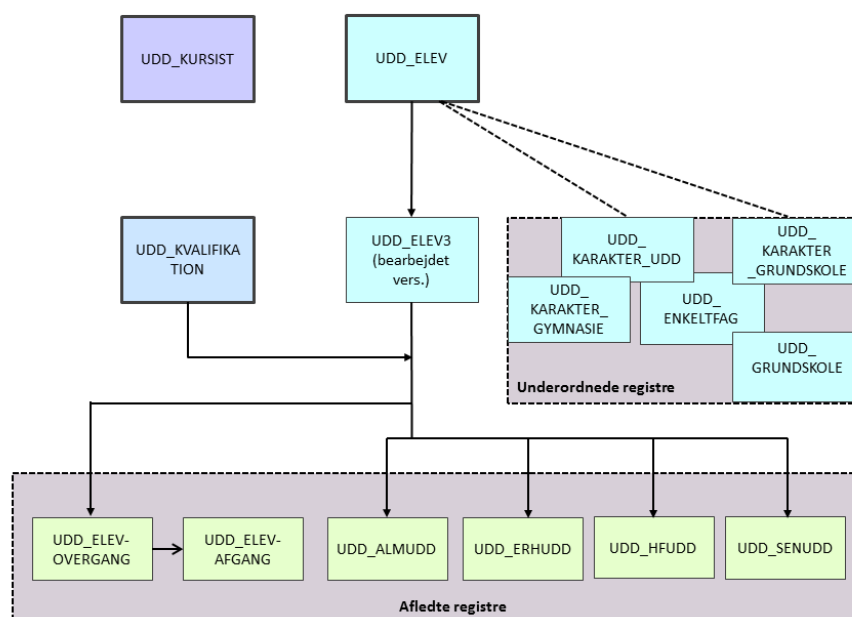 UDD_KURSIST
UDD_ELEV
UDD_KVALIFIKA
TION
UDD_ELEV3
(bearbejdet
vers.)
UDD_
KARAKTER_UDD
UDD_
KARAKTER
_GRUNDSKOLE
UDD_
KARAKTER_
GYMNASIE
UDD_
ENKELTFAG
UDD_
GRUNDSKOLE
Underordnede registre
UDD_ELEV-
OVERGANG
UDD_ELEV-
AFGANG
UDD_ALMUDD
UDD_ERHUDD
UDD_HFUDD
UDD_SENUDD
Afledte registre